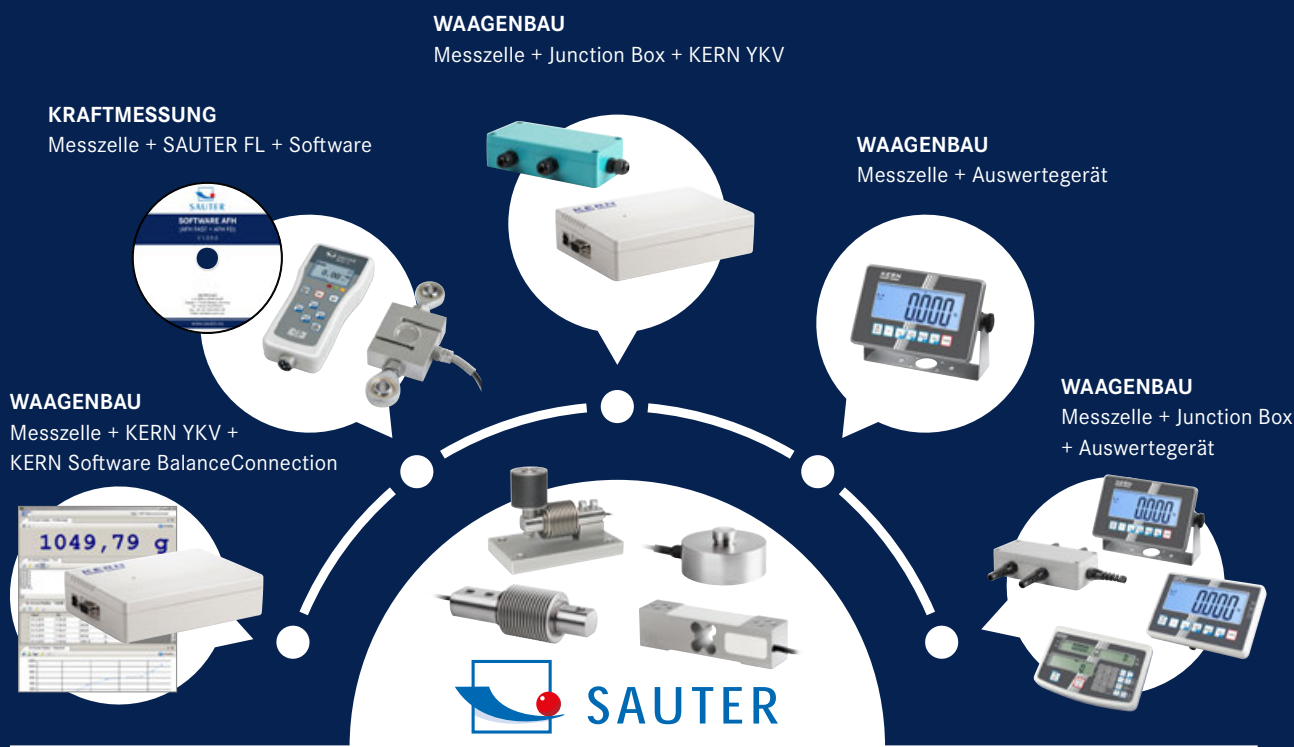 WAAGENBAU
Messzelle + Junction Box + KERN YKV
KRAFTMESSUNG
Messzelle + SAUTER FL + Software
WAAGENBAU
Messzelle + Auswertegerät
WAAGENBAU
Messzelle + KERN YKV +
KERN Software BalanceConnection
WAAGENBAU
Messzelle + Junction Box
+ Auswertegerät
SAUTER
SOFTWARE AFH
KERN
KERN
0.000
1049,79 g
KERN
KERN
0.000
0.000
SAUTER